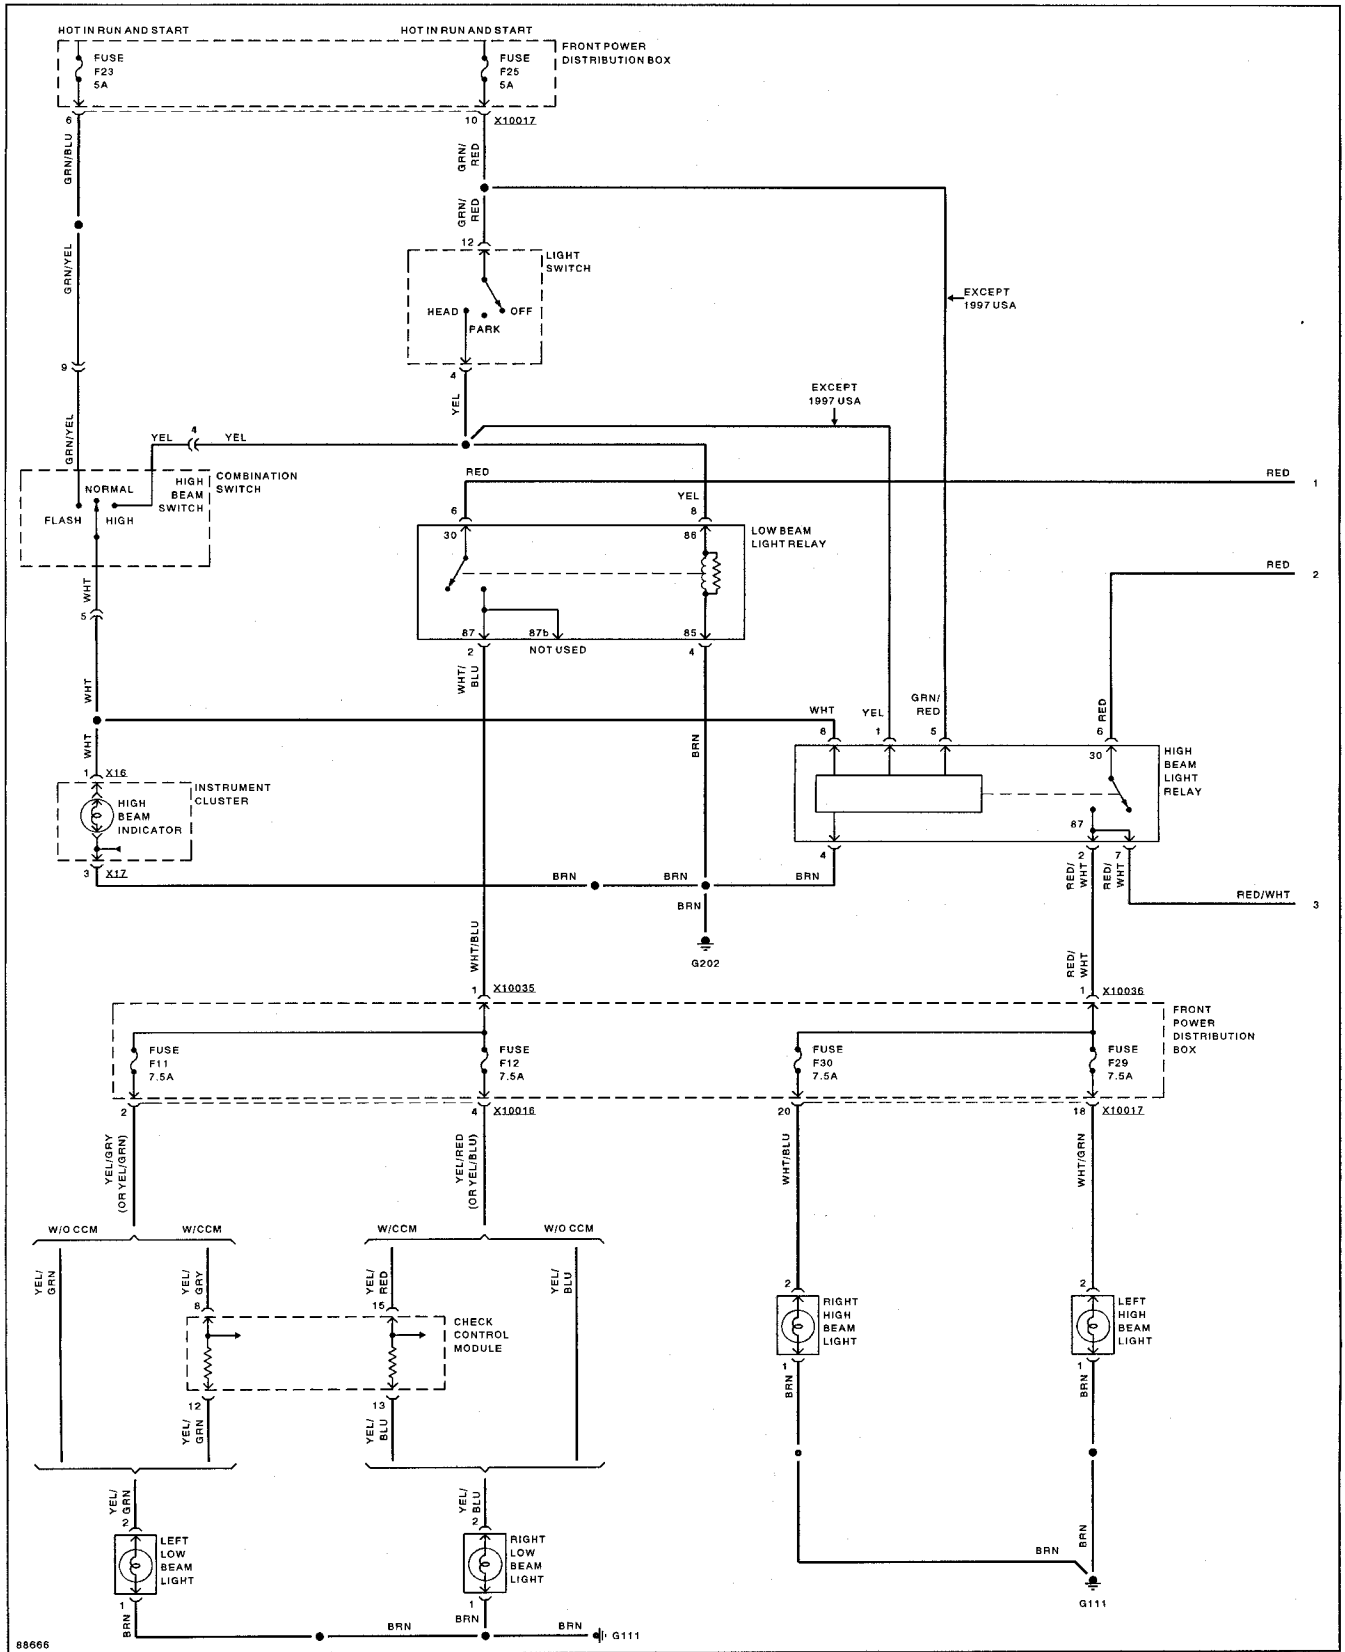 HOT IN RUN AND START
HOT IN RUN AND START
FUSE
F23
5A
FUSE
F25
5A
FRONT POWER
DISTRIBUTION BOX
6
10
X10017
GRN/BLU
GRN/
RED
GRN/
RED
GRN/YEL
12
LIGHT
SWITCH
HEAD
OFF
PARK
EXCEPT
1997 USA
9
4
YEL
EXCEPT
1997 USA
GRN/YEL
YEL
4
YEL
COMBINATION
SWITCH
HIGH
BEAM
SWITCH
NORMAL
FLASH
HIGH
RED
RED
1
YEL
6
8
30
86
LOW BEAM
LIGHT RELAY
RED
2
WHT
5
87
87b
85
2
NOT USED
4
WHT/
BLU
WHT
WHT
YEL
GRN/
RED
RED
6
1
5
6
BRN
WHT
1
X16
INSTRUMENT
CLUSTER
HIGH
BEAM
INDICATOR
30
HIGH
BEAM
LIGHT
RELAY
87
3
X17
4
2
7
RED/
WHT
RED/
WHT
BRN
BRN
BRN
BRN
RED/WHT
3
G202
WHT/BLU
RED/
WHT
1
X10035
1
X10036
FRONT
POWER
DISTRIBUTION
BOX
FUSE
F11
7.5A
FUSE
F12
7.5A
FUSE
F30
7.5A
FUSE
F29
7.5A
2
4
X10016
20
18
X10017
YEL/GRY
(OR YEL/GRN)
YEL/RED
(OR YEL/BLU)
WHT/BLU
WHT/GRN
W/O CCM
W/CCM
W/CCM
W/O CCM
YEL/
GRN
YEL/
GRY
YEL/
RED
YEL/
BLU
8
15
CHECK
CONTROL
MODULE
2
2
RIGHT
HIGH
BEAM
LIGHT
LEFT
HIGH
BEAM
LIGHT
1
1
BRN
BRN
12
13
YEL/
GRN
YEL/
BLU
YEL/
GRN
YEL/
BLU
2
2
LEFT
LOW
BEAM
LIGHT
RIGHT
LOW
BEAM
LIGHT
BRN
BRN
G111
1
1
BRN
BRN
BRN
BRN
G111
88666